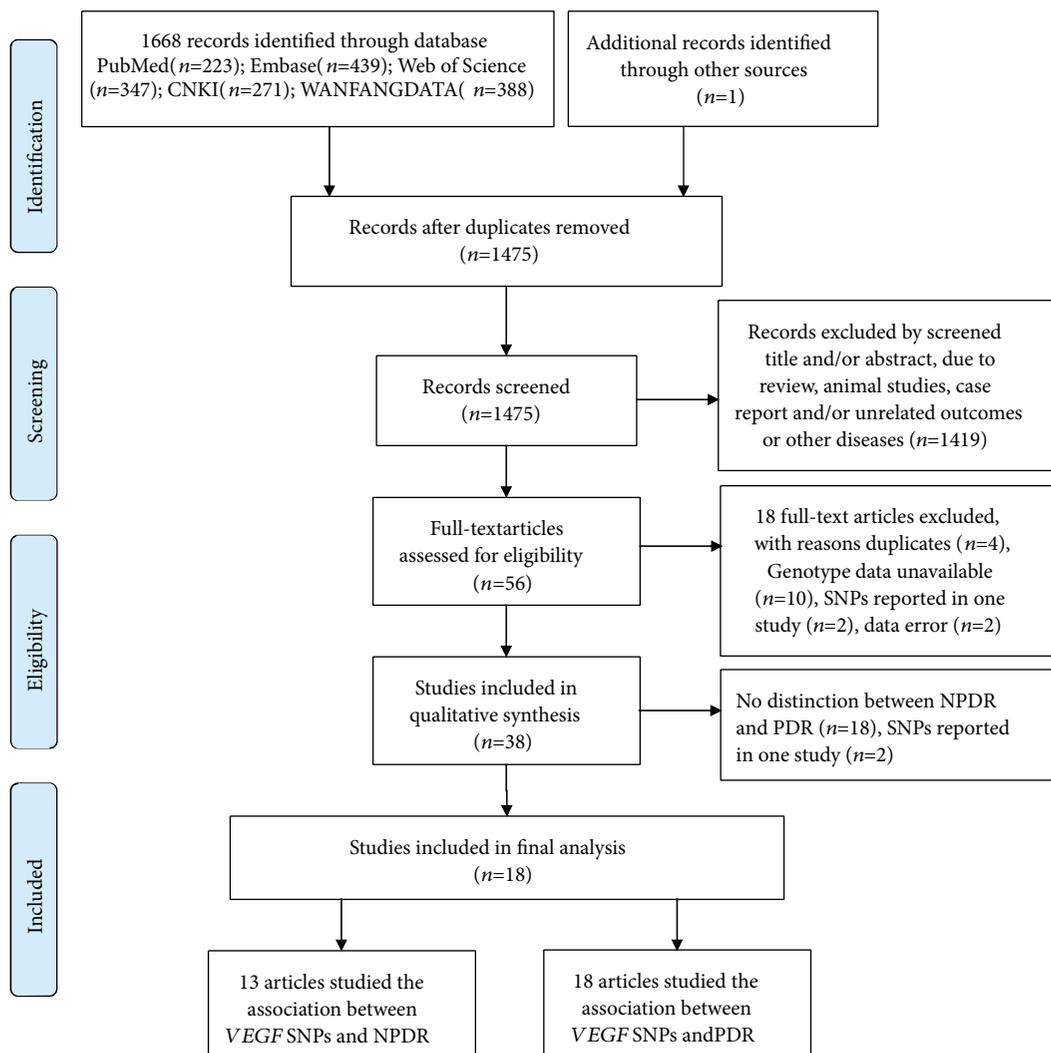 1668 records identified through database
PubMed(n=223); Embase(n=439); Web of Science
(n=347); CNKI(n=271); WANFANGDATA( n=388)
Additional records identified
through other sources
(n=1)
Identification
Records after duplicates removed
(n=1475)
Screening
Records screened
(n=1475)
Records excluded by screened
title and/or abstract, due to
review, animal studies, case
report and/or unrelated outcomes
or other diseases (n=1419)
Eligibility
Full-textarticles
assessed for eligibility
(n=56)
18 full-text articles excluded,
with reasons duplicates (n=4),
Genotype data unavailable
(n=10), SNPs reported in one
study (n=2), data error (n=2)
Studies included in
qualitative synthesis
(n=38)
No distinction between NPDR
and PDR (n=18), SNPs reported
in one study (n=2)
Included
Studies included in final analysis
(n=18)
13 articles studied the
association between
VEGF SNPs and NPDR
18 articles studied the
association between
VEGF SNPs andPDR